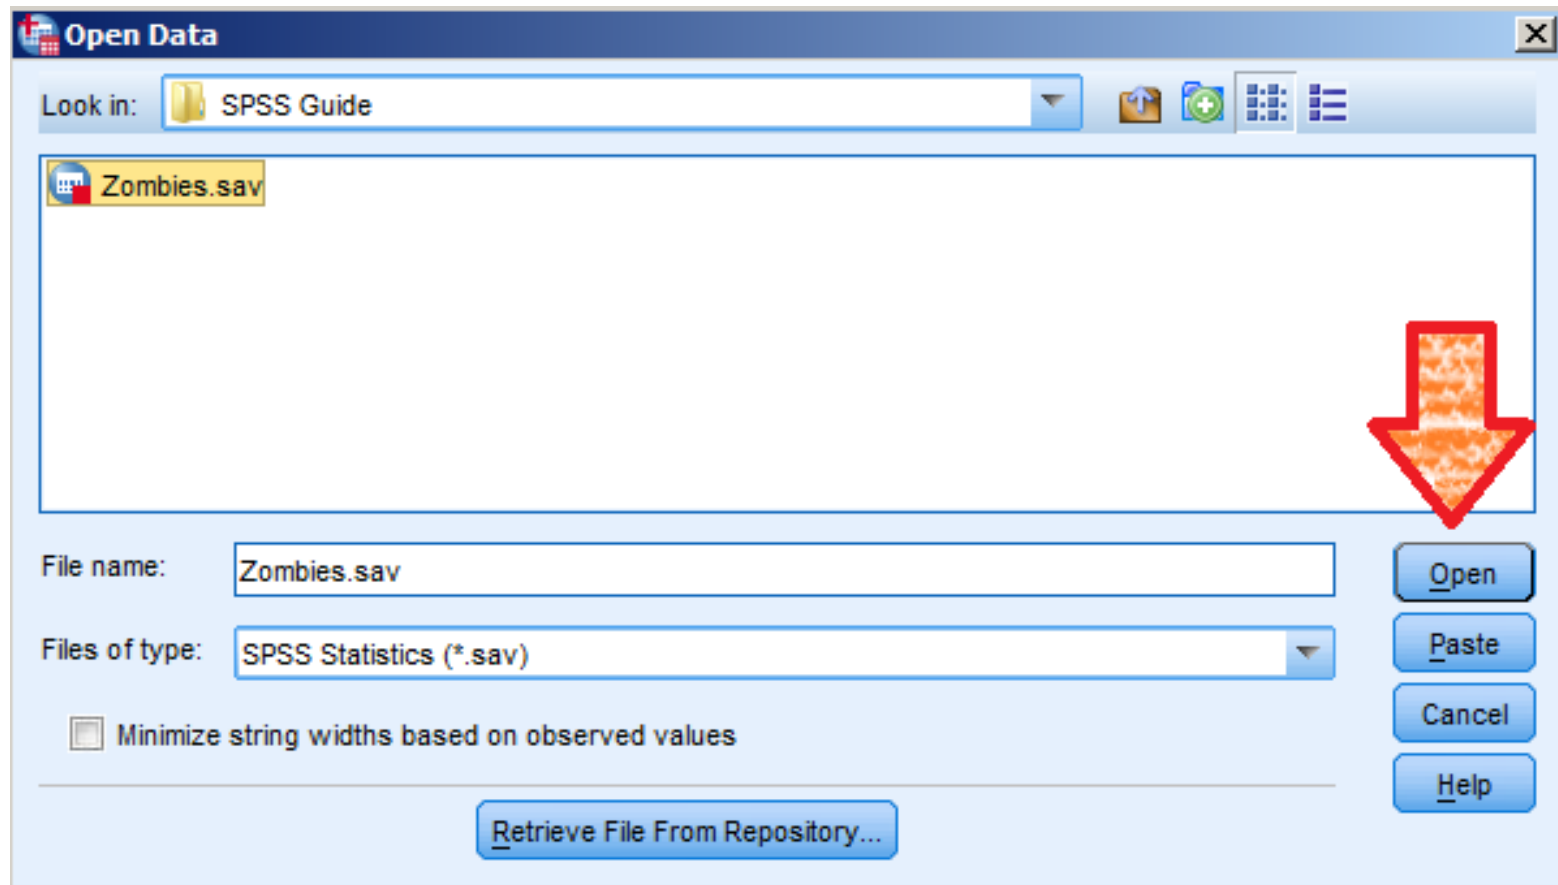 Open Data
Look in: SPSS Guide
Zombies.sav
File name: Zombies.sav
Open
Files of type: SPSS Statistics (*.sav)
Paste
Minimize string widths based on observed values
Cancel
Help
Retrieve File From Repository...